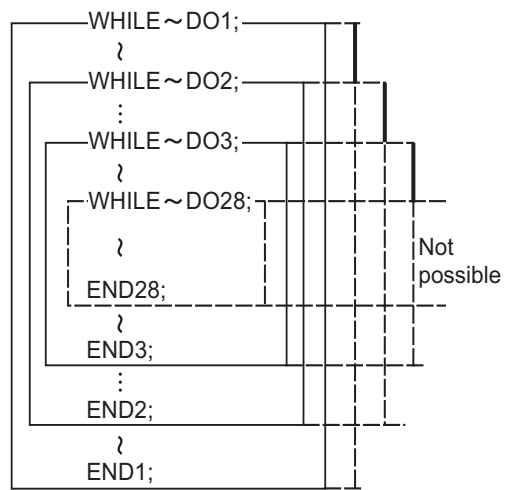 WHILE～DO1;
～
WHILE～DO2;
⋮
WHILE～DO3;
～
WHILE～DO28;
～
Not
possible
END28;
～
END3;
⋮
END2;
～
END1;